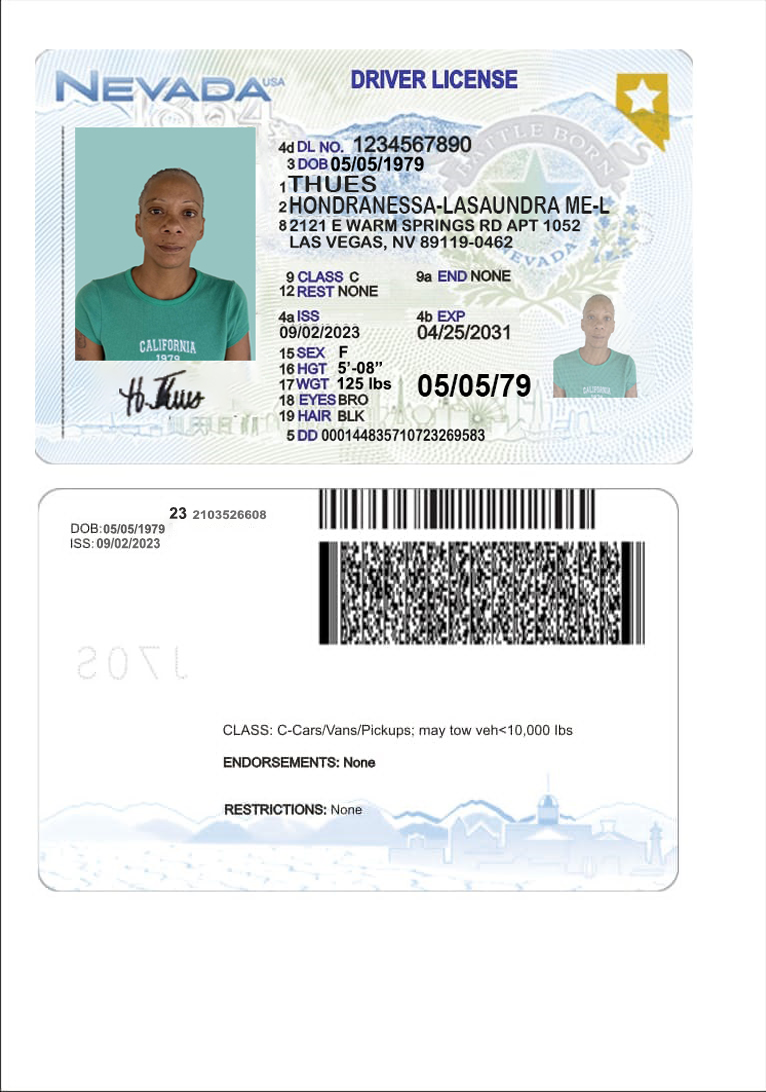 NEVADA USA
DRIVER LICENSE
4d DL NO. 1234567890
3 DOB 05/05/1979
1 THUES
2 HONDRANESSA-LASAUNDRA ME-L
8 2121 E WARM SPRINGS RD APT 1052
LAS VEGAS, NV 89119-0462
BATTLE BORN
NEVADA
9 CLASS C 9a END NONE
12 REST NONE
4a ISS 4b EXP
09/02/2023 04/25/2031
15 SEX F
16 HGT 5'-08”
17 WGT 125 lbs 05/05/79
18 EYES BRO
19 HAIR BLK
5 DD 000144835710723269583
CALIFORNIA
1979
H. Thues
CALIFORNIA
23 2103526608
DOB: 05/05/1979
ISS: 09/02/2023
J70S
CLASS: C-Cars/Vans/Pickups; may tow veh<10,000 lbs
ENDORSEMENTS: None
RESTRICTIONS: None